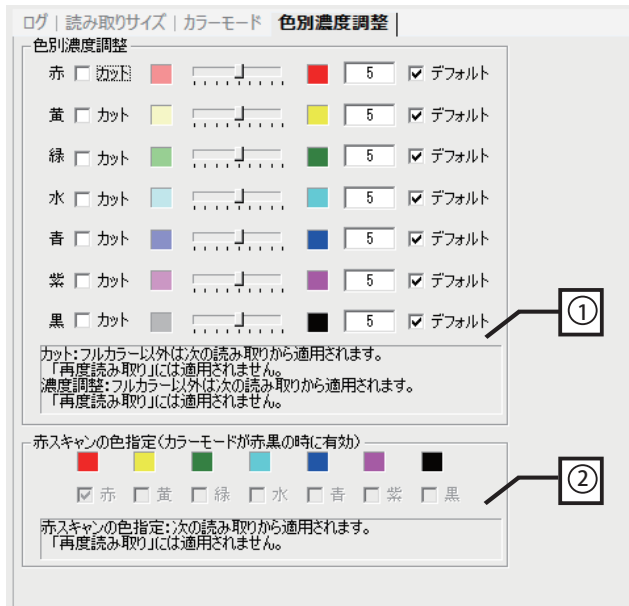 ログ | 読み取りサイズ | カラーモード 色別濃度調整 |
色別濃度調整
赤 カット 5 デフォルト
黄 カット 5 デフォルト
緑 カット 5 デフォルト
水 カット 5 デフォルト
青 カット 5 デフォルト
紫 カット 5 デフォルト
黒 カット 5 デフォルト
①
カット:フルカラー以外は次の読み取りから適用されます。
「再度読み取り」には適用されません。
濃度調整:フルカラー以外は次の読み取りから適用されます。
「再度読み取り」には適用されません。
赤スキャンの色指定(カラーモードが赤黒の時に有効)
赤 黄 緑 水 青 紫 黒
②
赤スキャンの色指定:次の読み取りから適用されます。
「再度読み取り」には適用されません。